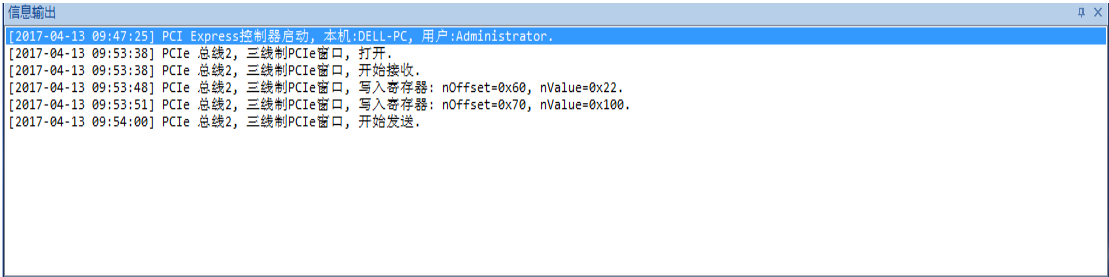 信息输出
[2017-04-13 09:47:25] PCI Express控制器启动, 本机:DELL-PC, 用户:Administrator.
[2017-04-13 09:53:38] PCIe 总线2, 三线制PCIe窗口, 打开.
[2017-04-13 09:53:38] PCIe 总线2, 三线制PCIe窗口, 开始接收.
[2017-04-13 09:53:48] PCIe 总线2, 三线制PCIe窗口, 写入寄存器: nOffset=0x60, nValue=0x22.
[2017-04-13 09:53:51] PCIe 总线2, 三线制PCIe窗口, 写入寄存器: nOffset=0x70, nValue=0x100.
[2017-04-13 09:54:00] PCIe 总线2, 三线制PCIe窗口, 开始发送.